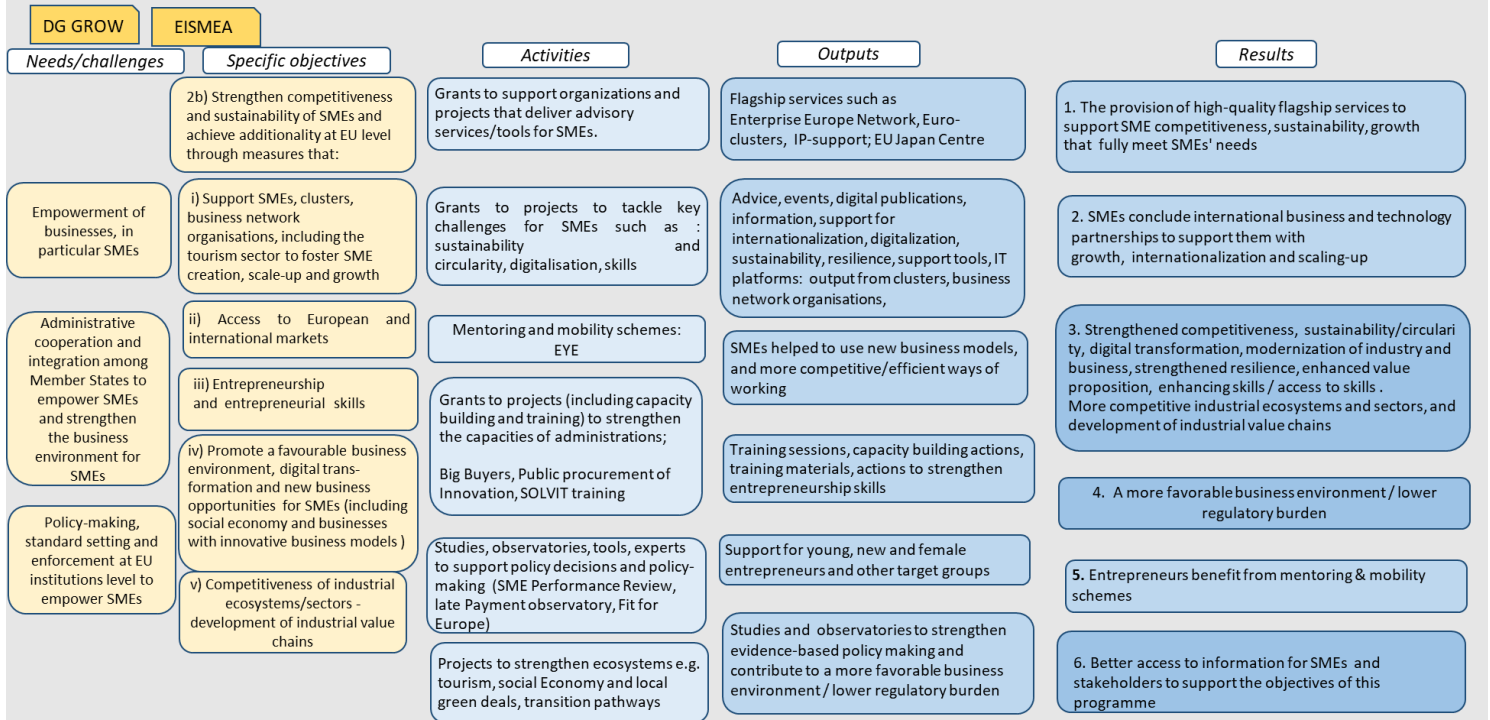 DG GROW
EISMEA
Needs/challenges
Specific objectives
Activities
Outputs
Results
Empowerment of
businesses, in
particular SMEs
Administrative
cooperation and
integration among
Member States to
empower SMEs
and strengthen
the business
environment for
SMEs
Policy-making,
standard setting and
enforcement at EU
institutions level to
empower SMEs
2b) Strengthen competitiveness
and sustainability of SMEs and
achieve additionality at EU level
through measures that:
i) Support SMEs, clusters,
business network
organisations, including the
tourism sector to foster SME
creation, scale-up and growth
ii) Access to European and
international markets
iii) Entrepreneurship
and entrepreneurial skills
iv) Promote a favourable business
environment, digital trans-
formation and new business
opportunities for SMEs (including
social economy and businesses
with innovative business models )
v) Competitiveness of industrial
ecosystems/sectors -
development of industrial value
chains
Grants to support organizations and
projects that deliver advisory
services/tools for SMEs.
Grants to projects to tackle key
challenges for SMEs such as :
sustainability and
circularity, digitalisation, skills
Mentoring and mobility schemes:
EYE
Grants to projects (including capacity
building and training) to strengthen
the capacities of administrations;
Big Buyers, Public procurement of
Innovation, SOLVIT training
Studies, observatories, tools, experts
to support policy decisions and policy-
making (SME Performance Review,
late Payment observatory, Fit for
Europe)
Projects to strengthen ecosystems e.g.
tourism, social Economy and local
green deals, transition pathways
Flagship services such as
Enterprise Europe Network, Euro-
clusters, IP-support; EU Japan Centre
Advice, events, digital publications,
information, support for
internationalization, digitalization,
sustainability, resilience, support tools, IT
platforms: output from clusters, business
network organisations,
SMEs helped to use new business models,
and more competitive/efficient ways of
working
Training sessions, capacity building actions,
training materials, actions to strengthen
entrepreneurship skills
Support for young, new and female
entrepreneurs and other target groups
Studies and observatories to strengthen
evidence-based policy making and
contribute to a more favorable business
environment / lower regulatory burden
1. The provision of high-quality flagship services to
support SME competitiveness, sustainability, growth
that fully meet SMEs' needs
2. SMEs conclude international business and technology
partnerships to support them with
growth, internationalization and scaling-up
3. Strengthened competitiveness, sustainability/circulari
ty, digital transformation, modernization of industry and
business, strengthened resilience, enhanced value
proposition, enhancing skills / access to skills .
More competitive industrial ecosystems and sectors, and
development of industrial value chains
4. A more favorable business environment / lower
regulatory burden
5. Entrepreneurs benefit from mentoring & mobility
schemes
6. Better access to information for SMEs and
stakeholders to support the objectives of this
programme